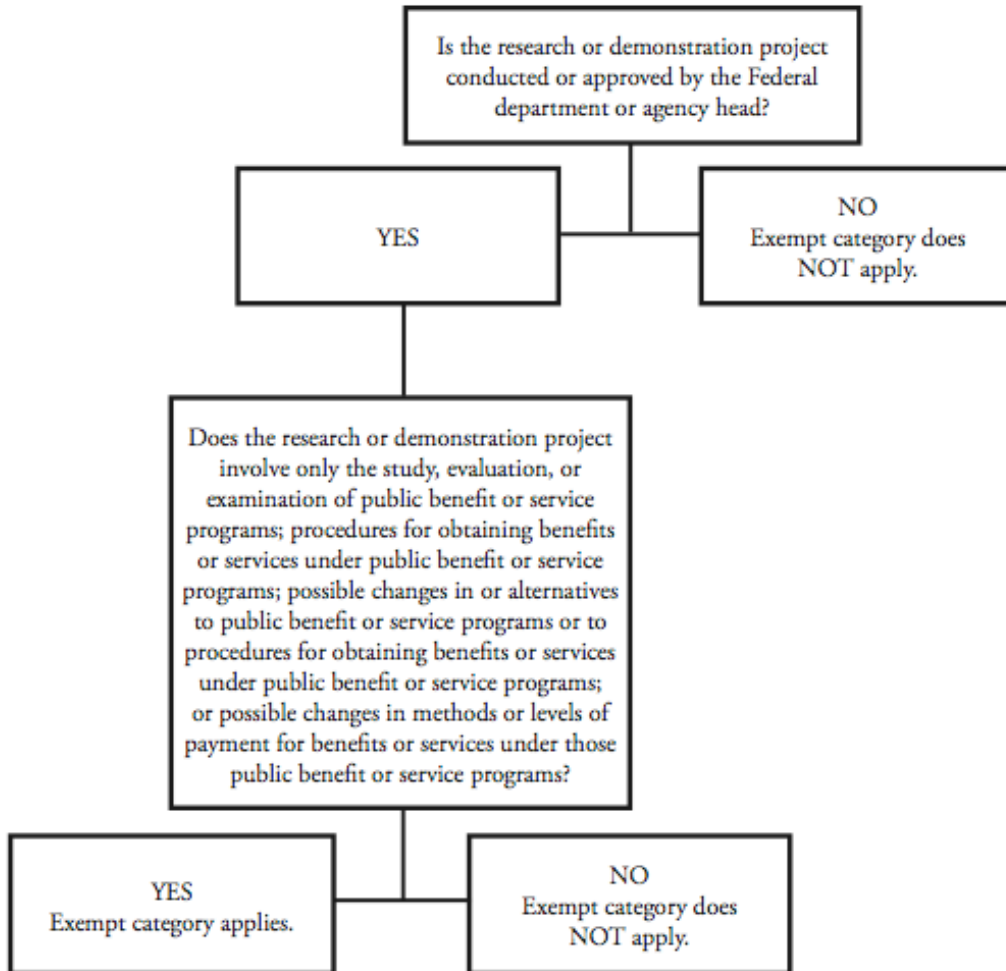 Is the research or demonstration project
conducted or approved by the Federal
department or agency head?
YES
NO
Exempt category does
NOT apply.
Does the research or demonstration project
involve only the study, evaluation, or
examination of public benefit or service
programs; procedures for obtaining benefits
or services under public benefit or service
programs; possible changes in or alternatives
to public benefit or service programs or to
procedures for obtaining benefits or services
under public benefit or service programs;
or possible changes in methods or levels of
payment for benefits or services under those
public benefit or service programs?
YES
Exempt category applies.
NO
Exempt category does
NOT apply.